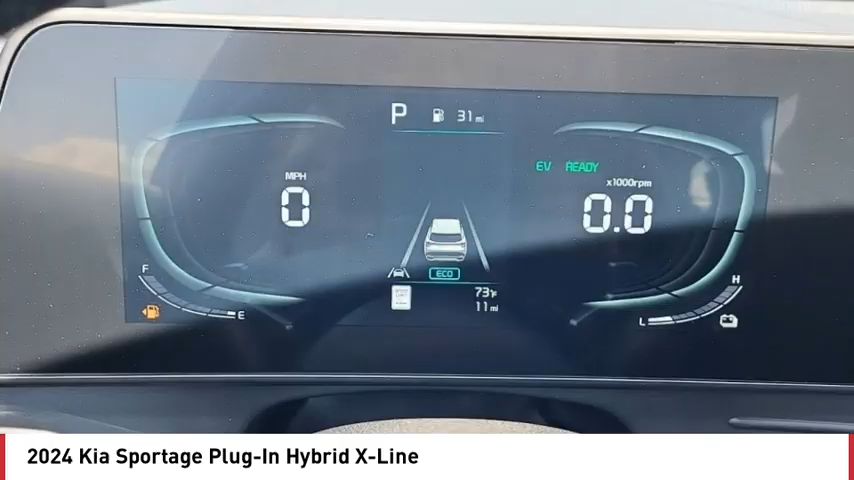 P 31 mi
EV READY
MPH
x1000rpm
0
0.0
F
ECO
H
73°F
E
11 mi
L
2024 Kia Sportage Plug-In Hybrid X-Line